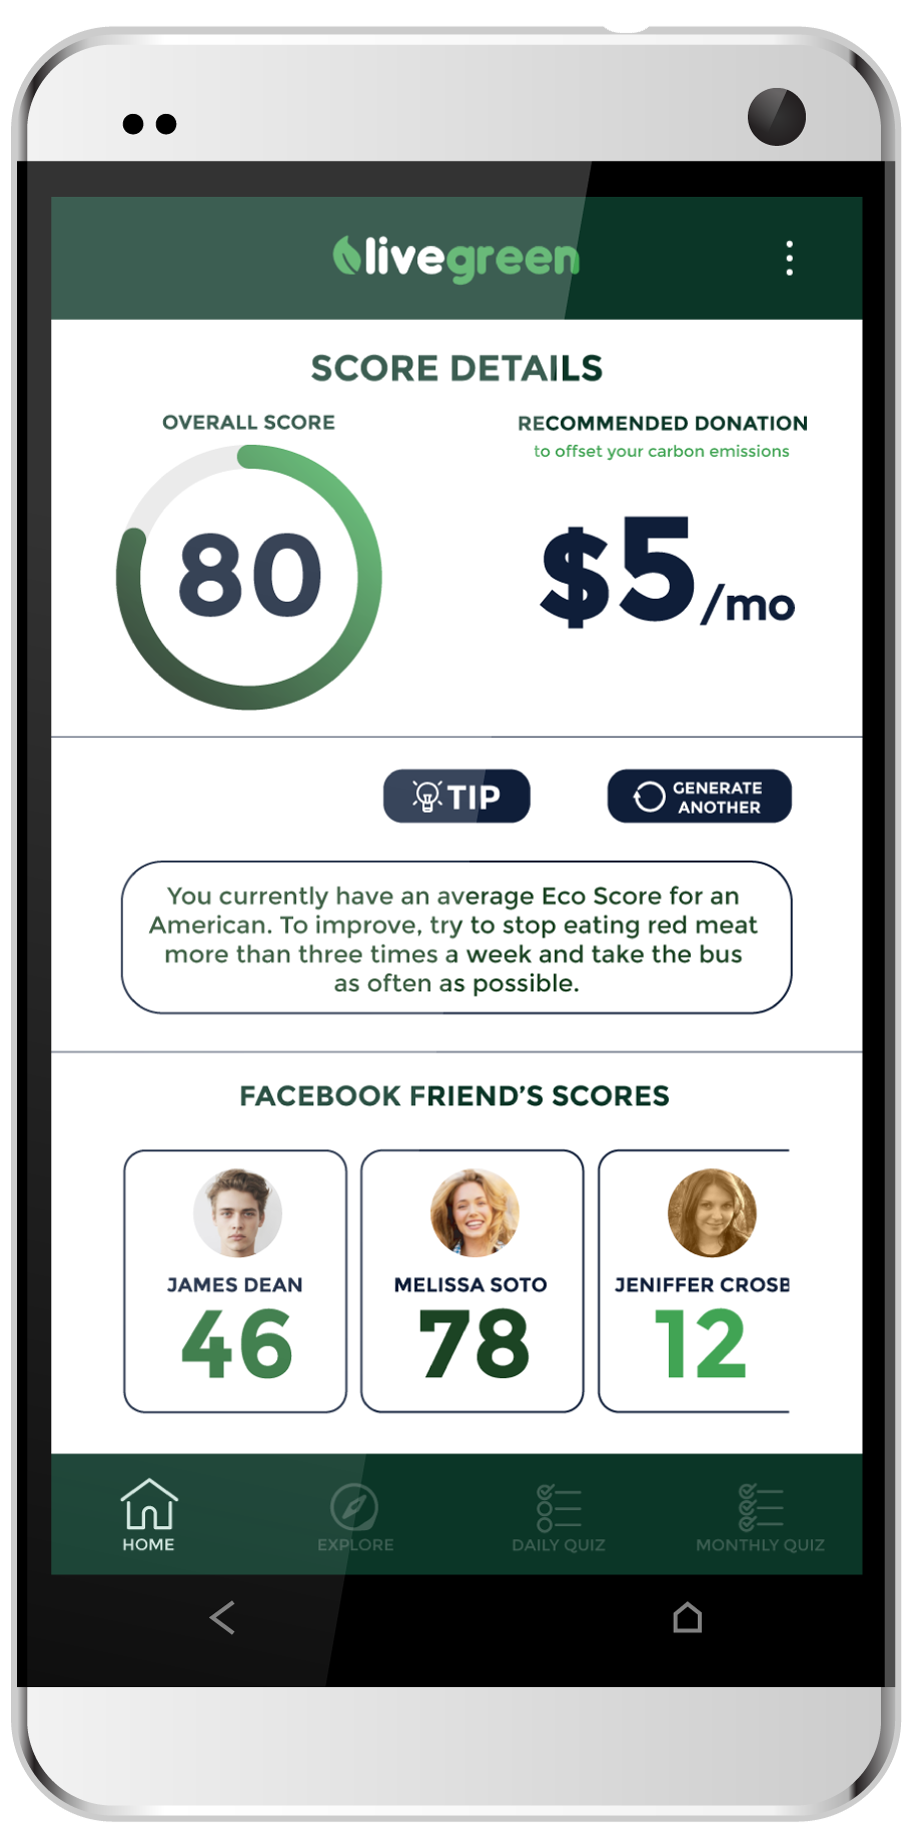 livegreen
SCORE DETAILS
OVERALL SCORE
80
RECOMMENDED DONATION
to offset your carbon emissions
$5/mo
TIP
GENERATE
ANOTHER
You currently have an average Eco Score for an
American. To improve, try to stop eating red meat
more than three times a week and take the bus
as often as possible.
FACEBOOK FRIEND’S SCORES
JAMES DEAN
46
MELISSA SOTO
78
JENIFFER CROSB
12
HOME
EXPLORE
DAILY QUIZ
MONTHLY QUIZ